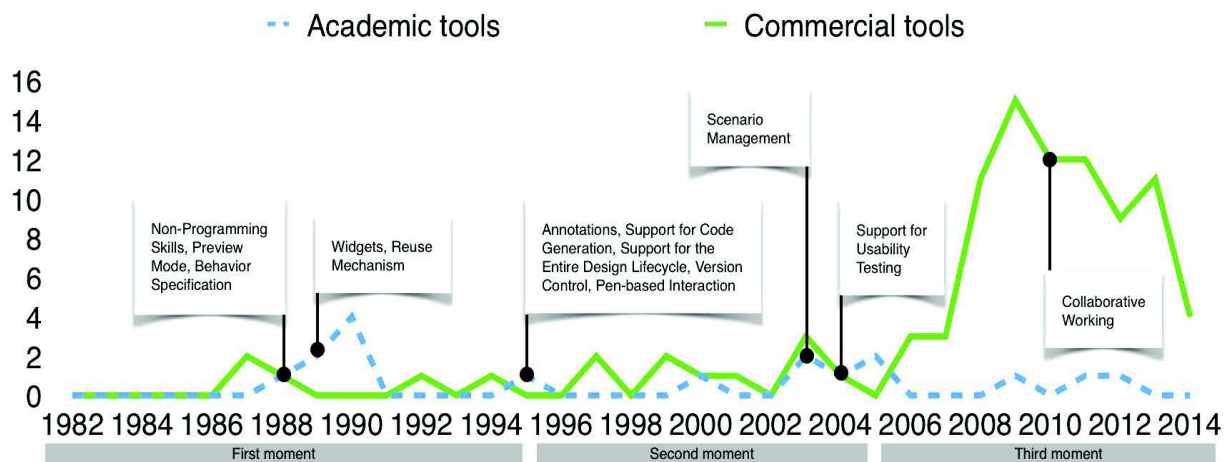 Academic tools
Commercial tools
16
14
12
10
8
6
4
2
0
Scenario
Management
Non-Programming
Skills, Preview
Mode, Behavior
Specification
Widgets, Reuse
Mechanism
Annotations, Support for Code
Generation, Support for the
Entire Design Lifecycle, Version
Control, Pen-based Interaction
Support for
Usability
Testing
Collaborative
Working
1982 1984 1986 1988 1990 1992 1994 1996 1998 2000 2002 2004 2006 2008 2010 2012 2014
First moment
Second moment
Third moment